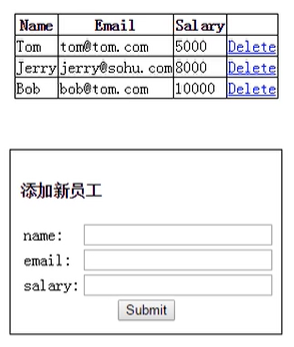 Name Email Salary
Tom tom@tom.com 5000 Delete
Jerry jerry@sohu.com 8000 Delete
Bob bob@tom.com 10000 Delete
添加新员工
name:
email:
salary:
Submit